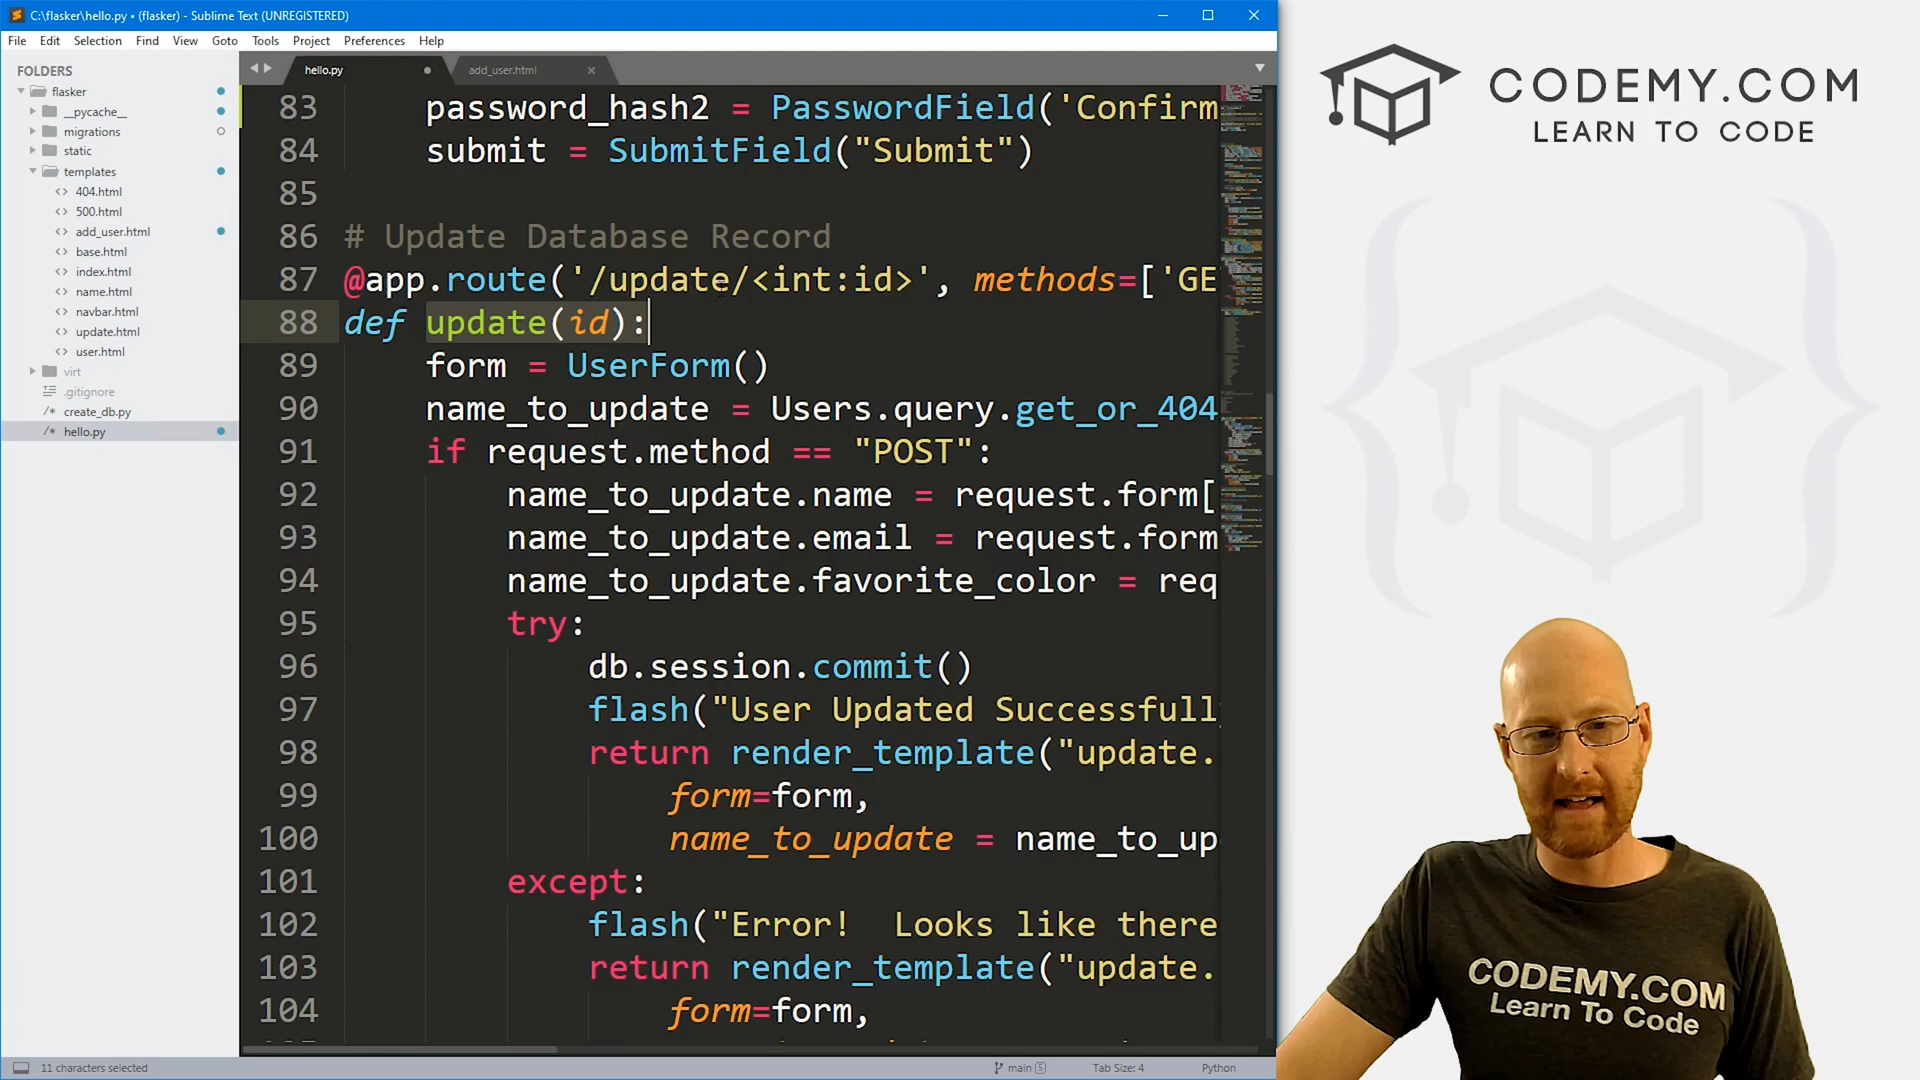 C:\flasker\hello.py • (flasker) - Sublime Text (UNREGISTERED)
File Edit Selection Find View Goto Tools Project Preferences Help
FOLDERS
flasker
__pycache__
migrations
static
templates
404.html
500.html
add_user.html
base.html
index.html
name.html
navbar.html
update.html
user.html
virt
.gitignore
create_db.py
hello.py
hello.py add_user.html
83 password_hash2 = PasswordField('Confirm
84 submit = SubmitField("Submit")
85
86 # Update Database Record
87 @app.route('/update/<int:id>', methods=['GE
88 def update(id):
89 form = UserForm()
90 name_to_update = Users.query.get_or_404
91 if request.method == "POST":
92 name_to_update.name = request.form[
93 name_to_update.email = request.form
94 name_to_update.favorite_color = req
95 try:
96 db.session.commit()
97 flash("User Updated Successfully
98 return render_template("update.
99 form=form,
100 name_to_update = name_to_up
101 except:
102 flash("Error!  Looks like there
103 return render_template("update.
104 form=form,
11 characters selected
main 5
Tab Size: 4
Python
CODEMY.COM
LEARN TO CODE
CODEMY.COM
Learn To Code